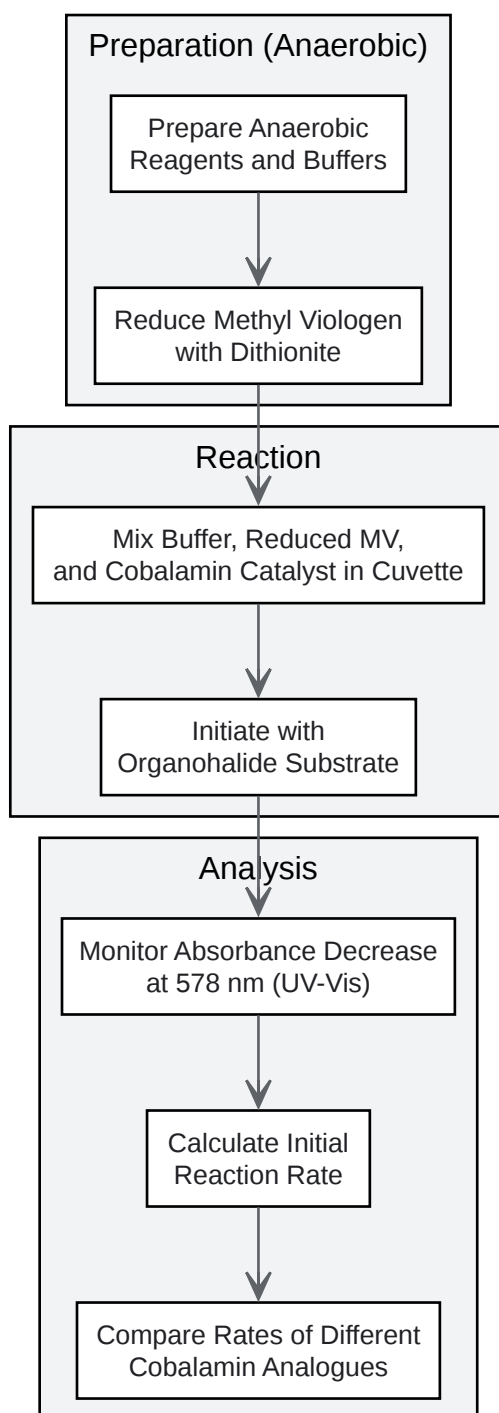 Preparation (Anaerobic)
Prepare Anaerobic
Reagents and Buffers
Reduce Methyl Viologen
with Dithionite
Reaction
Mix Buffer, Reduced MV,
and Cobalamin Catalyst in Cuvette
Initiate with
Organohalide Substrate
Analysis
Monitor Absorbance Decrease
at 578 nm (UV-Vis)
Calculate Initial
Reaction Rate
Compare Rates of Different
Cobalamin Analogues